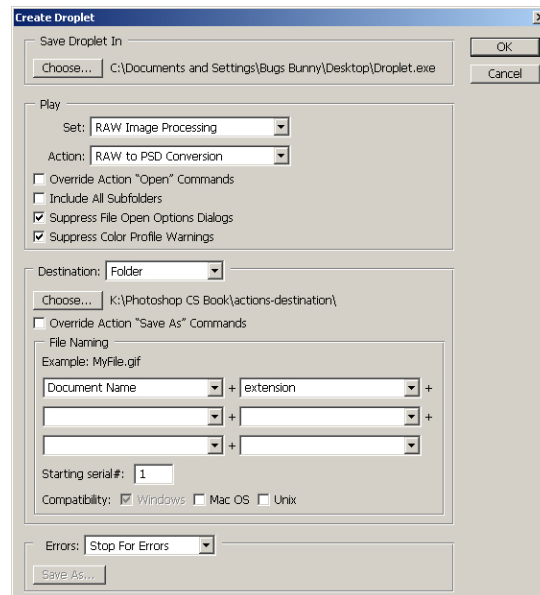 Create Droplet
Save Droplet In
Choose... C:\Documents and Settings\Bugs Bunny\Desktop\Droplet.exe
OK
Cancel
Play
Set: RAW Image Processing
Action: RAW to PSD Conversion
Override Action "Open" Commands
Include All Subfolders
Suppress File Open Options Dialogs
Suppress Color Profile Warnings
Destination: Folder
Choose... K:\Photoshop CS Book\actions-destination\
Override Action "Save As" Commands
File Naming
Example: MyFile.gif
Document Name + extension +
+ +
+
Starting serial#: 1
Compatibility: Windows Mac OS Unix
Errors: Stop For Errors
Save As...